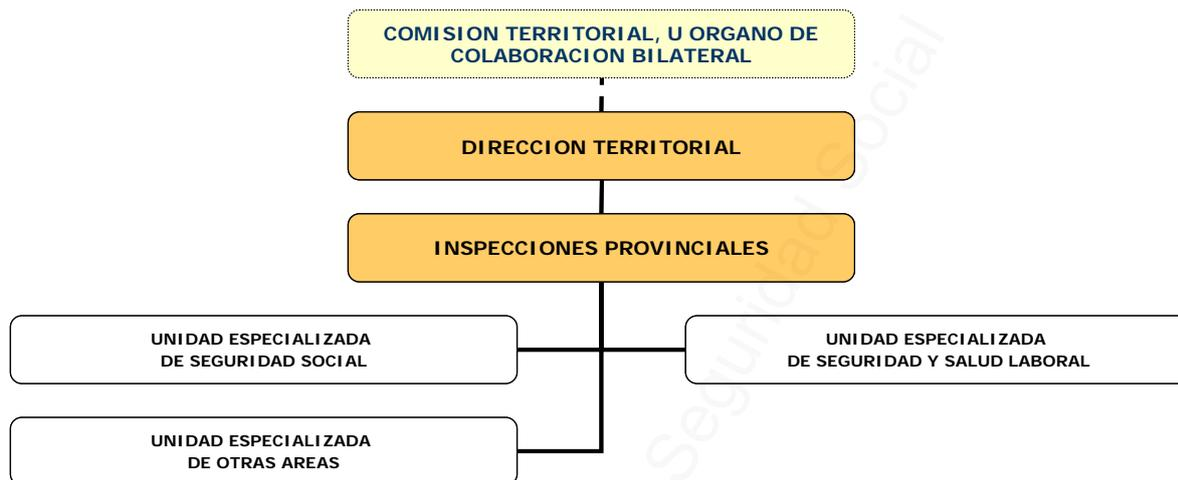 COMISION TERRITORIAL, U ORGANO DE
COLABORACION BILATERAL
DIRECCION TERRITORIAL
INSPECCIONES PROVINCIALES
UNIDAD ESPECIALIZADA
DE SEGURIDAD SOCIAL
UNIDAD ESPECIALIZADA
DE SEGURIDAD Y SALUD LABORAL
UNIDAD ESPECIALIZADA
DE OTRAS AREAS
Seguridad Social